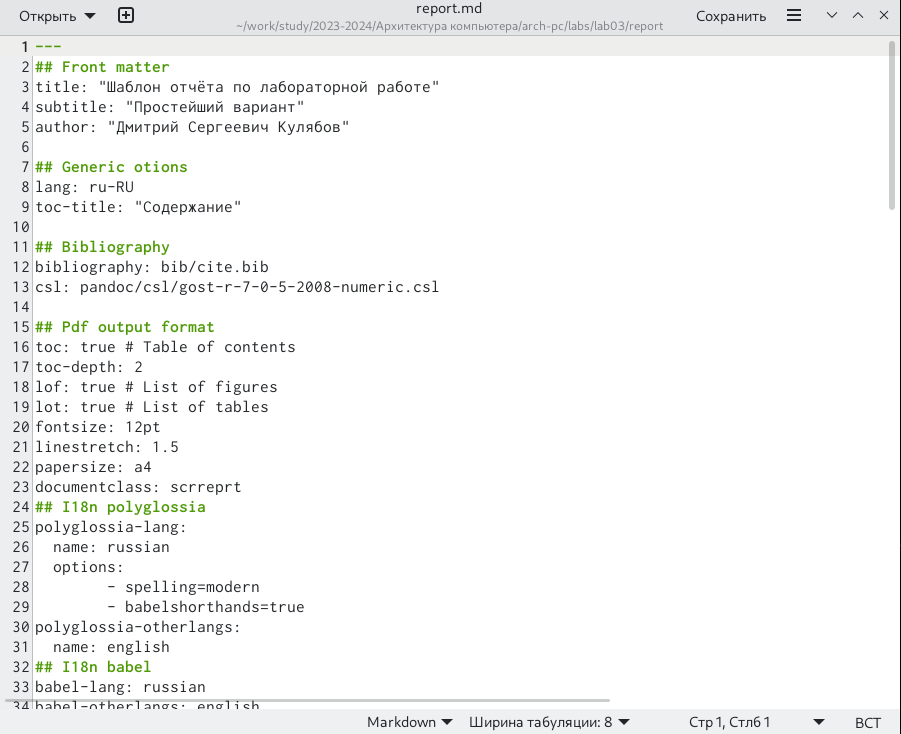 Открыть
report.md
~/work/study/2023-2024/Архитектура компьютера/arch-pc/labs/lab03/report
Сохранить
1 ---
2 ## Front matter
3 title: "Шаблон отчёта по лабораторной работе"
4 subtitle: "Простейший вариант"
5 author: "Дмитрий Сергеевич Кулябов"
6
7 ## Generic otions
8 lang: ru-RU
9 toc-title: "Содержание"
10
11 ## Bibliography
12 bibliography: bib/cite.bib
13 csl: pandoc/csl/gost-r-7-0-5-2008-numeric.csl
14
15 ## Pdf output format
16 toc: true # Table of contents
17 toc-depth: 2
18 lof: true # List of figures
19 lot: true # List of tables
20 fontsize: 12pt
21 linestretch: 1.5
22 papersize: a4
23 documentclass: scrreprt
24 ## I18n polyglossia
25 polyglossia-lang:
26   name: russian
27   options:
28         - spelling=modern
29         - babelshorthands=true
30 polyglossia-otherlangs:
31   name: english
32 ## I18n babel
33 babel-lang: russian
34 babel-otherlangs: english
Markdown Ширина табуляции: 8 Стр 1, Стлб 1 ВСТ